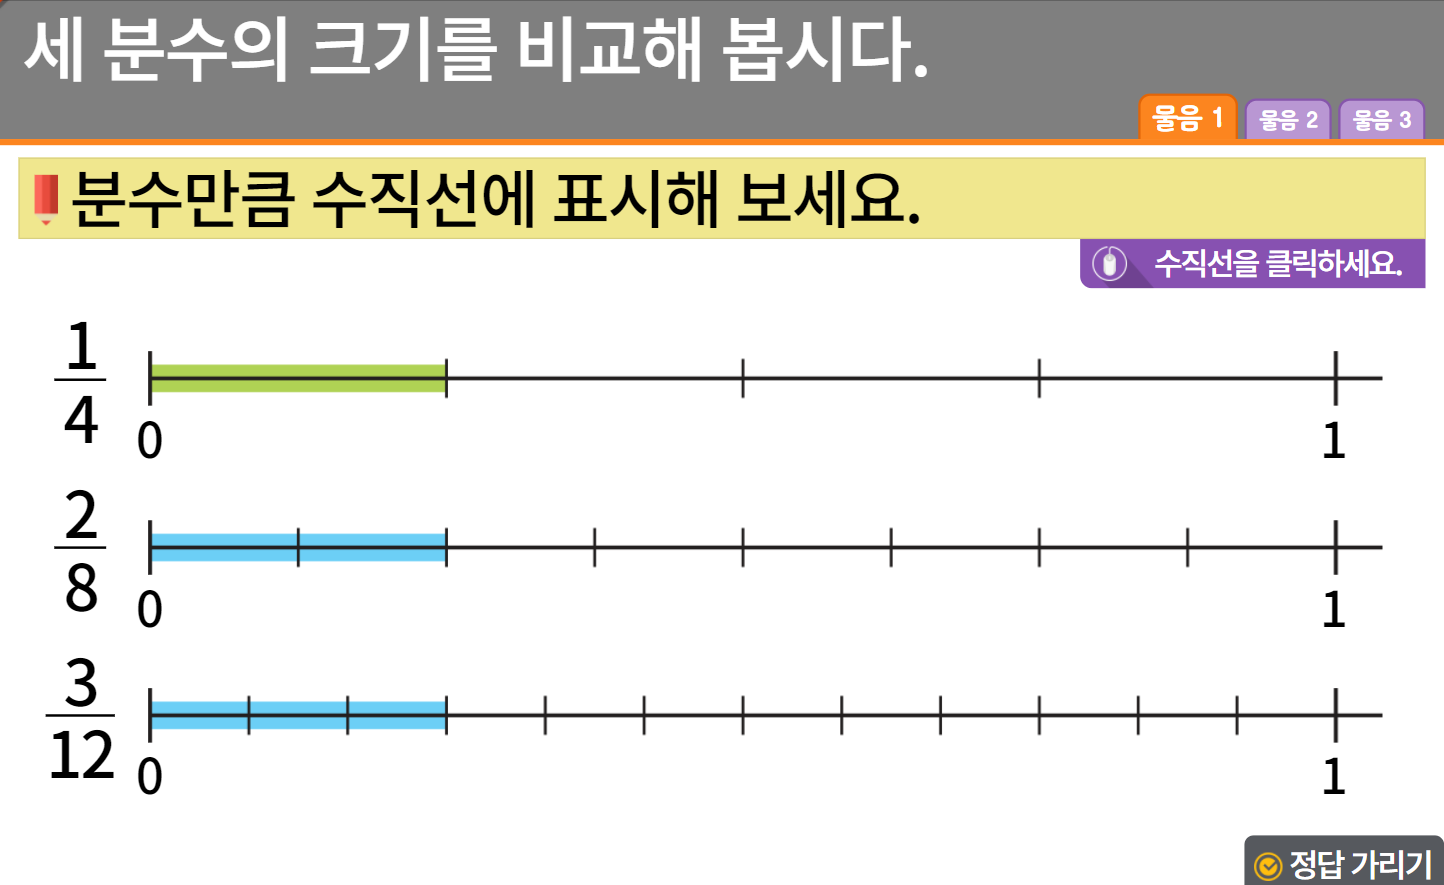 세 분수의 크기를 비교해 봅시다.
물음 1 물음 2 물음 3
분수만큼 수직선에 표시해 보세요.
수직선을 클릭하세요.
1
4
0 1
2
8
0 1
3
12
0 1
정답 가리기